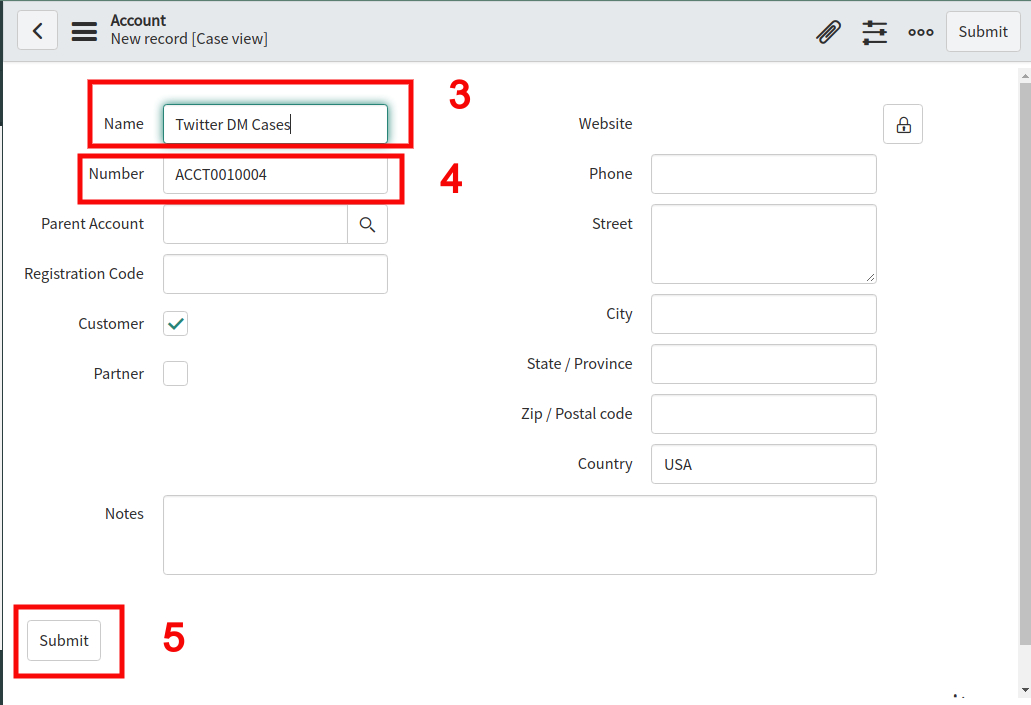 Account
New record [Case view]
Submit
3
Name
Twitter DM Cases
Website
4
Number
ACCT0010004
Phone
Parent Account
Street
Registration Code
Customer
City
Partner
State / Province
Zip / Postal code
Country
USA
Notes
Submit
5